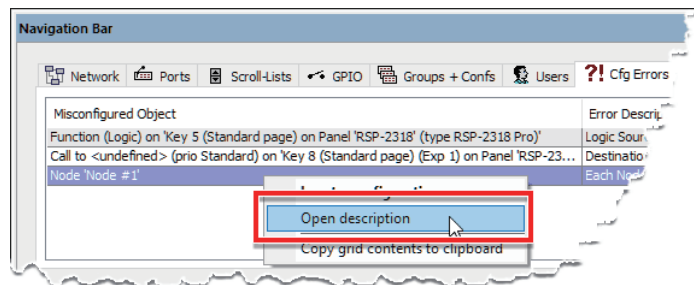 Navigation Bar
Network Ports Scroll-Lists GPIO Groups + Confs Users ?! Cfg Errors
Misconfigured Object Error Descrip
Function (Logic) on 'Key 5 (Standard page) on Panel 'RSP-2318' (type RSP-2318 Pro)' Logic Sour
Call to <undefined> (prio Standard) on 'Key 8 (Standard page) (Exp 1) on Panel 'RSP-23... Destinatio
Node 'Node #1' Each Nod
Open description
Copy grid contents to clipboard